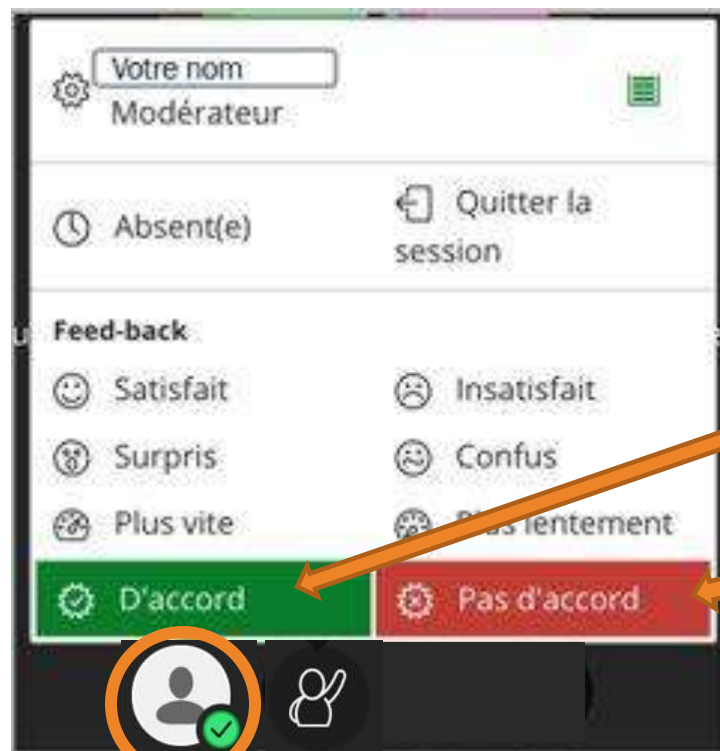 Votre nom
Modérateur
Absent(e)
Quitter la
session
Feed-back
Satisfait
Insatisfait
Surpris
Confus
Plus vite
Plus lentement
D'accord
Pas d'accord